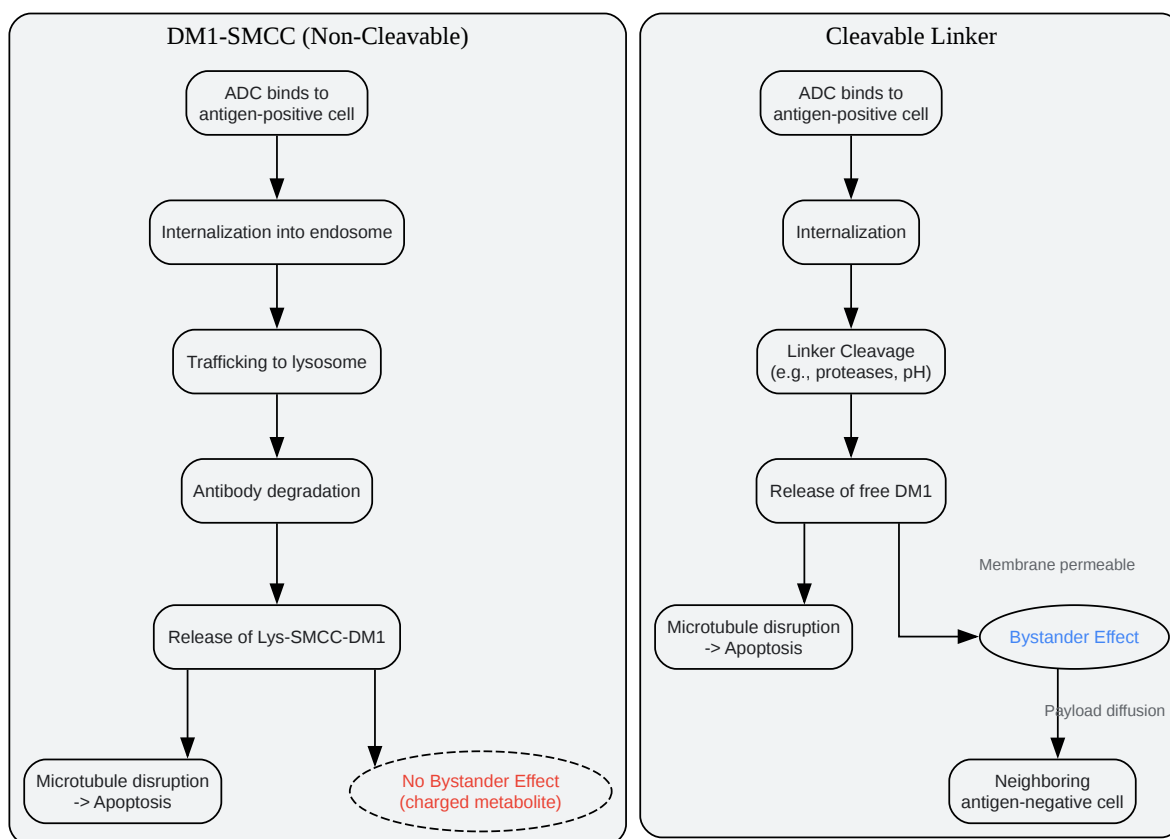 DM1-SMCC (Non-Cleavable)
ADC binds to
antigen-positive cell
Internalization into endosome
Trafficking to lysosome
Antibody degradation
Release of Lys-SMCC-DM1
Microtubule disruption
-> Apoptosis
No Bystander Effect
(charged metabolite)
Cleavable Linker
ADC binds to
antigen-positive cell
Internalization
Linker Cleavage
(e.g., proteases, pH)
Release of free DM1
Membrane permeable
Microtubule disruption
-> Apoptosis
Bystander Effect
Payload diffusion
Neighboring
antigen-negative cell